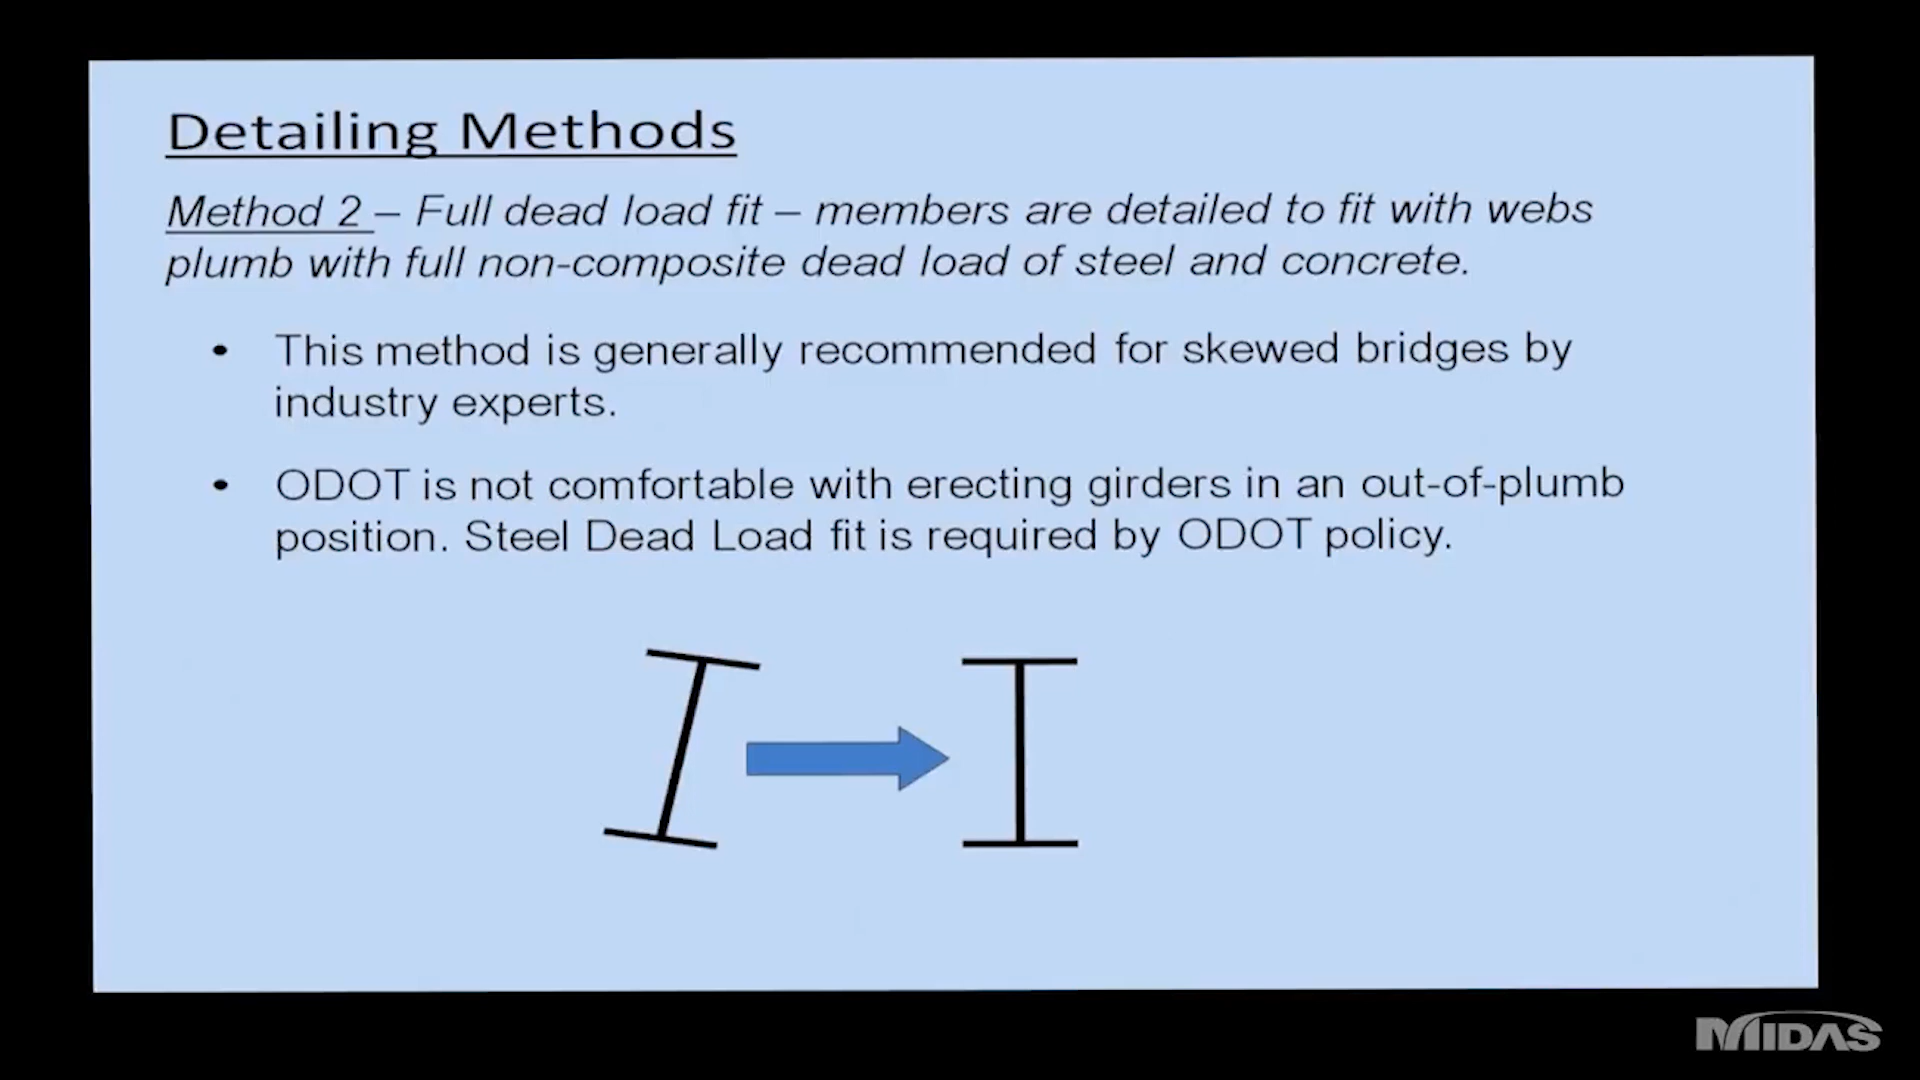 Detailing Methods
Method 2 – Full dead load fit – members are detailed to fit with webs
plumb with full non-composite dead load of steel and concrete.
• This method is generally recommended for skewed bridges by
industry experts.
• ODOT is not comfortable with erecting girders in an out-of-plumb
position. Steel Dead Load fit is required by ODOT policy.
MIDAS